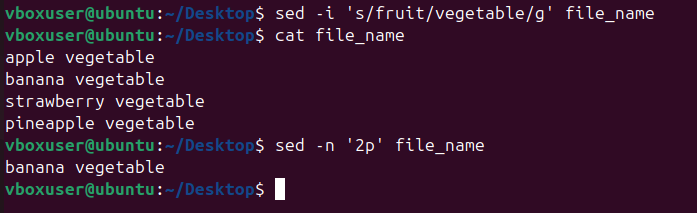 vboxuser@ubuntu:~/Desktop$ sed -i 's/fruit/vegetable/g' file_name
vboxuser@ubuntu:~/Desktop$ cat file_name
apple vegetable
banana vegetable
strawberry vegetable
pineapple vegetable
vboxuser@ubuntu:~/Desktop$ sed -n '2p' file_name
banana vegetable
vboxuser@ubuntu:~/Desktop$